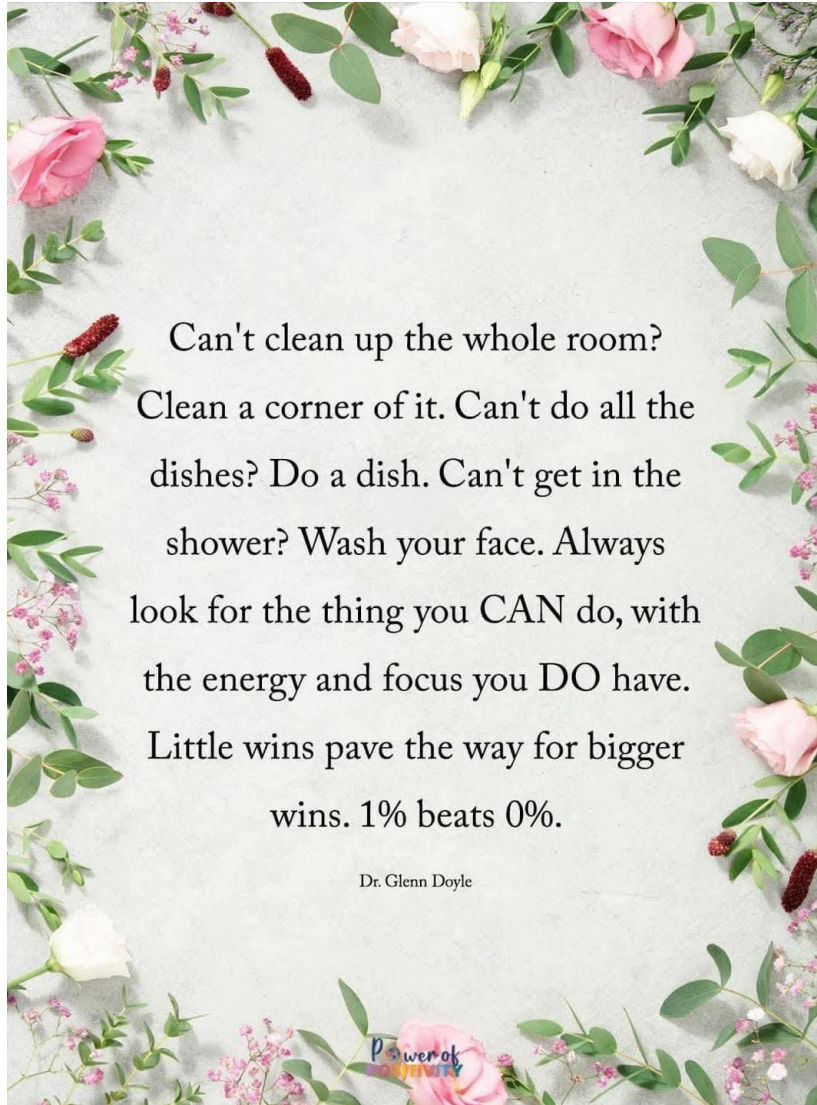 Can't clean up the whole room?
Clean a corner of it. Can't do all the
dishes? Do a dish. Can't get in the
shower? Wash your face. Always
look for the thing you CAN do, with
the energy and focus you DO have.
Little wins pave the way for bigger
wins. 1% beats 0%.
Dr. Glenn Doyle
Power of
POSITIVITY